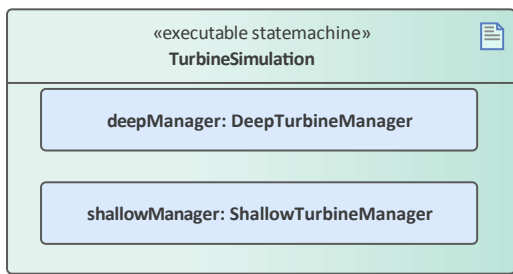 «executable statemachine»
TurbineSimulation
deepManager: DeepTurbineManager
shallowManager: ShallowTurbineManager